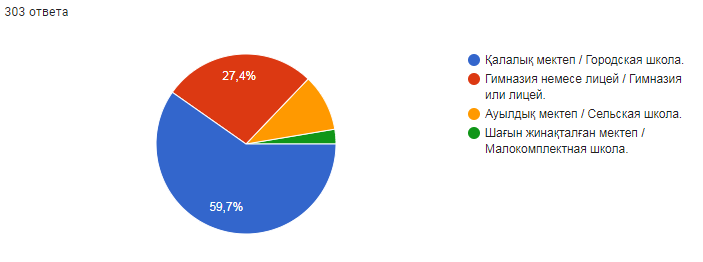 303 ответа
27,4%
59,7%
Қалалық мектеп / Городская школа.
Гимназия немесе лицей / Гимназия
или лицей.
Ауылдық мектеп / Сельская школа.
Шағын жинақталған мектеп /
Малокомплектная школа.